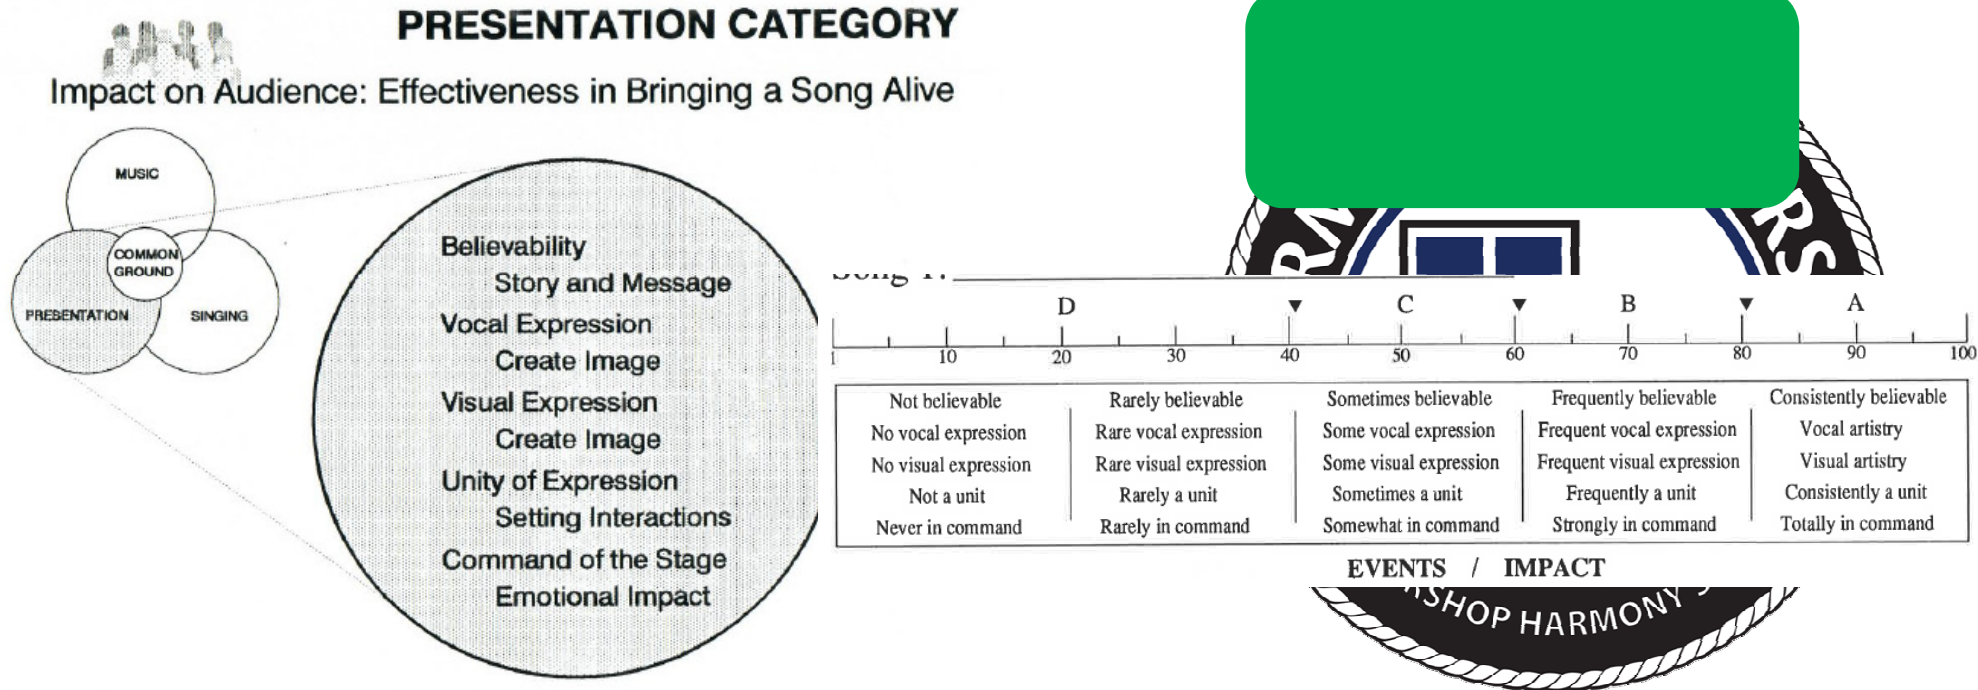 PRESENTATION CATEGORY
Impact on Audience: Effectiveness in Bringing a Song Alive
MUSIC
COMMON
GROUND
PRESENTATION
SINGING
Believability
Story and Message
Vocal Expression
Create Image
Visual Expression
Create Image
Unity of Expression
Setting Interactions
Command of the Stage
Emotional Impact
D C B A
1 10 20 30 40 50 60 70 80 90 100
Not believable Rarely believable Sometimes believable Frequently believable Consistently believable
No vocal expression Rare vocal expression Some vocal expression Frequent vocal expression Vocal artistry
No visual expression Rare visual expression Some visual expression Frequent visual expression Visual artistry
Not a unit Rarely a unit Sometimes a unit Frequently a unit Consistently a unit
Never in command Rarely in command Somewhat in command Strongly in command Totally in command
EVENTS / IMPACT
HARMONY